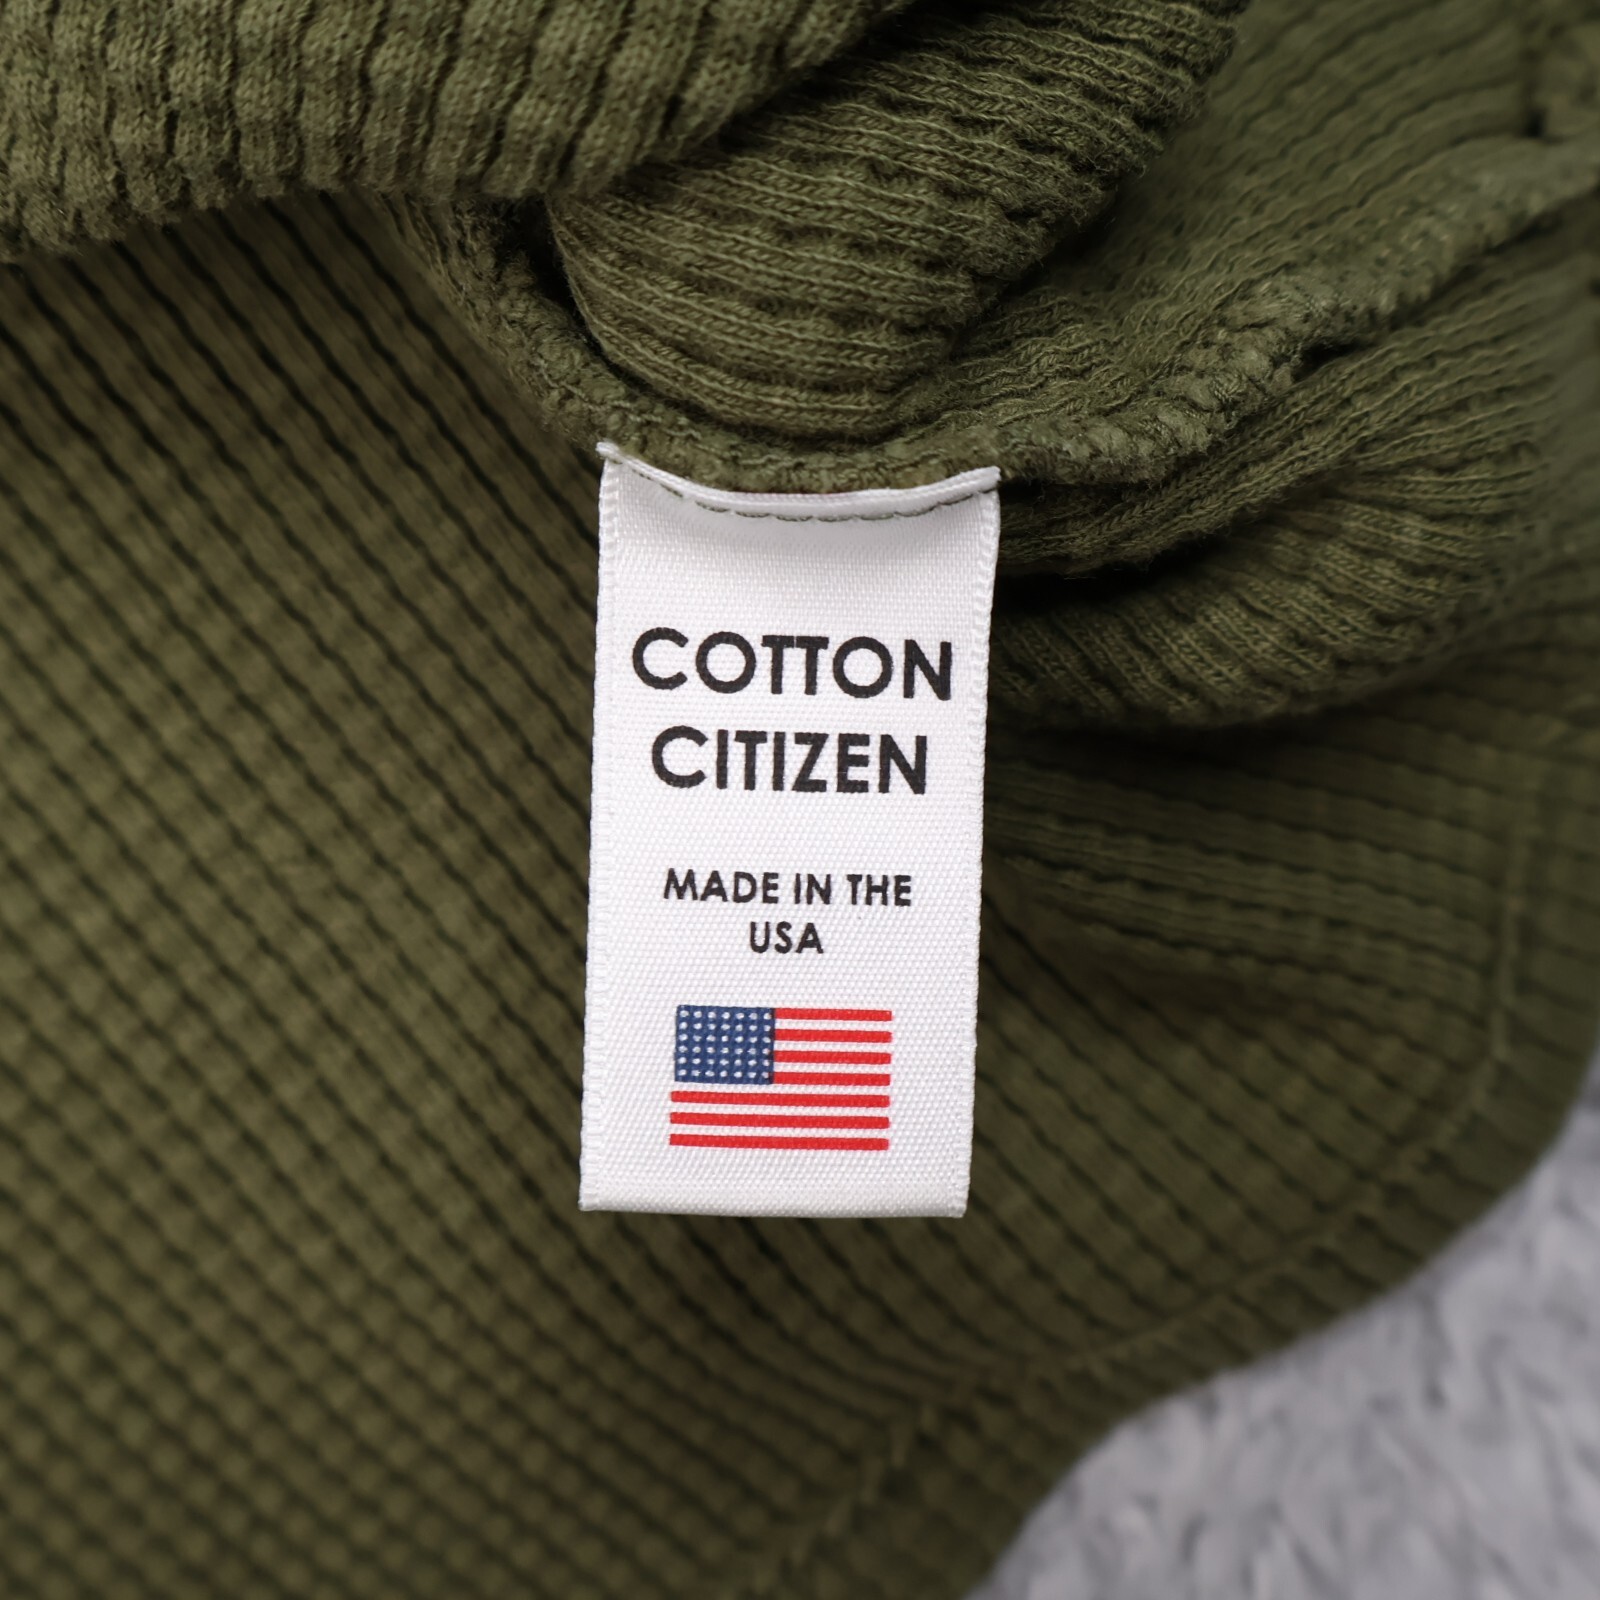 COTTON
CITIZEN
MADE IN THE
USA